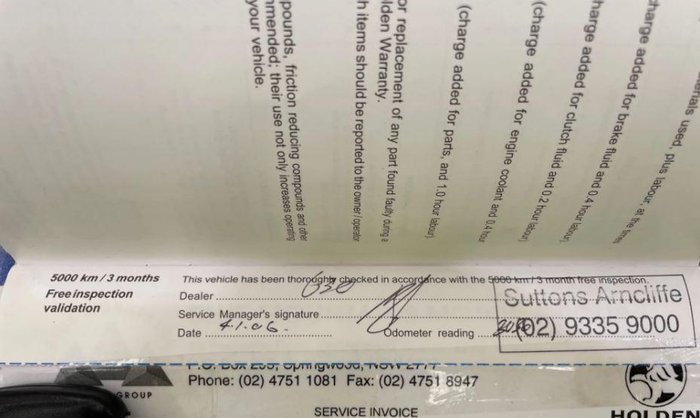 erials used, plus labour, at the times
charge added for brake fluid and 0.4 hour labour)
harge added for clutch fluid and 0.2 hour labour)
(charge added for engine coolant and 0.4 hour
(charge added for parts, and 1.0 hour labour)
or replacement of any part found faulty during a
lden Warranty.
h items should be reported to the owner / operator
pounds, friction reducing compounds and other
mmended; their use not only increases operating
your vehicle.
5000 km / 3 months
Free inspection
validation
This vehicle has been thoroughly checked in accordance with the 5000 km / 3 month free inspection.
Dealer 030
Service Manager's signature
Date 4.1.06. Odometer reading
Suttons Arncliffe
(02) 9335 9000
Phone: (02) 4751 1081 Fax: (02) 4751 8947
GROUP
SERVICE INVOICE
HOLDEN